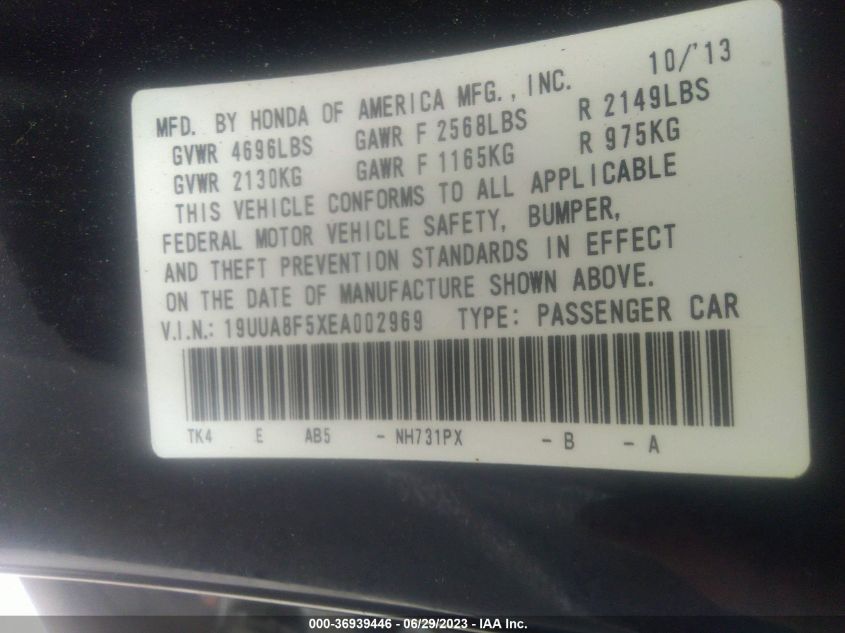 MFD. BY HONDA OF AMERICA MFG., INC. 10/'13
GVWR 4696LBS GAWR F 2568LBS R 2149LBS
GVWR 2130KG GAWR F 1165KG R 975KG
THIS VEHICLE CONFORMS TO ALL APPLICABLE
FEDERAL MOTOR VEHICLE SAFETY, BUMPER,
AND THEFT PREVENTION STANDARDS IN EFFECT
ON THE DATE OF MANUFACTURE SHOWN ABOVE.
V.I.N.: 19UUA8F5XEA002969 TYPE: PASSENGER CAR
TK4 E AB5 - NH731PX - B - A
000-36939446 - 06/29/2023 - IAA Inc.